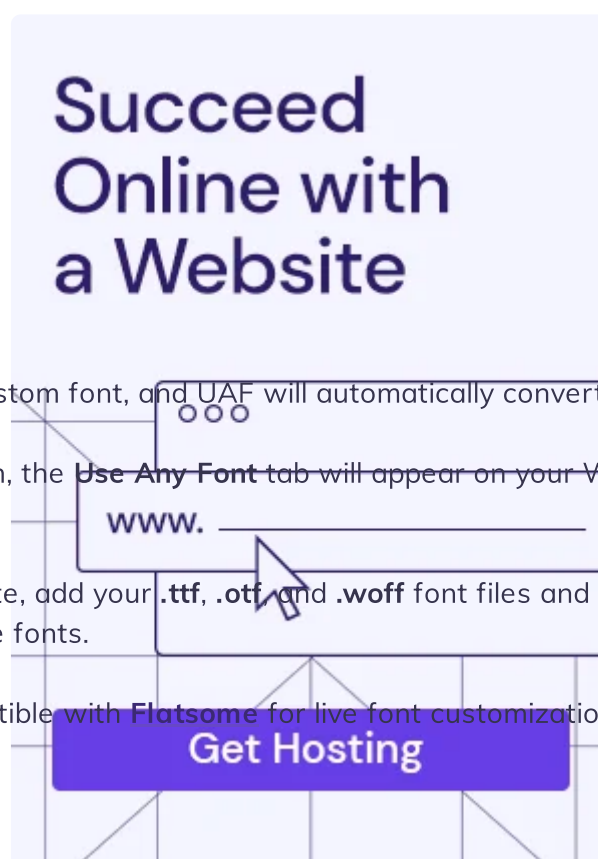 Succeed
Online with
a Website
stom font, and UAF will automatically convert
, the Use Any Font tab will appear on your
www.
te, add your .ttf, .otf, and .woff font files and
e fonts.
tible with Flatsome for live font customizatio
Get Hosting